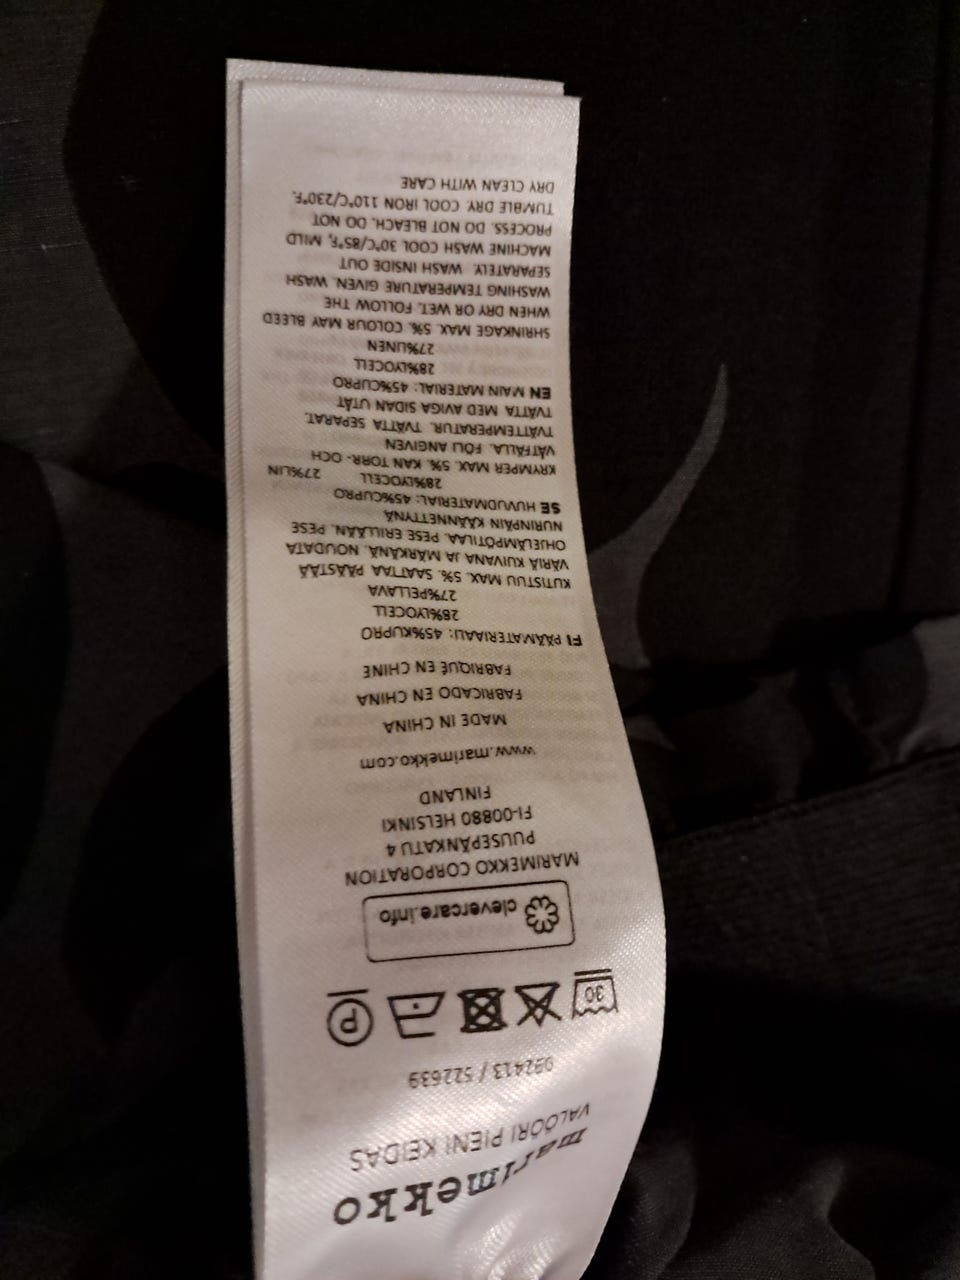 marimekko
VALÖÖRI PIENI KEIDAS
092413 / 522639
30 P
clevercare.info
MARIMEKKO CORPORATION
PUUSEPÄNKATU 4
FI-00880 HELSINKI
FINLAND
www.marimekko.com
MADE IN CHINA
FABRICADO EN CHINA
FABRIQUÉ EN CHINE
FI PÄÄMATERIAALI: 45%KUPRO
28%LYOCELL
27%PELLAVA
KUTISTUU MAX. 5%. SAATTAA PÄÄSTÄÄ
VÄRIÄ KUIVANA JA MÄRKÄNÄ. NOUDATA
OHJELÄMPÖTILAA. PESE ERILLÄÄN. PESE
NURINPÄIN KÄÄNNETTYNÄ
SE HUVUDMATERIAL: 45%CUPRO
28%LYOCELL 27%LIN
KRYMPER MAX. 5%. KAN TORR- OCH
VÅTFÄLLA. FÖLJ ANGIVEN
TVÄTTEMPERATUR. TVÄTTA SEPARAT.
TVÄTTA MED AVIGA SIDAN UTÅT
EN MAIN MATERIAL: 45%CUPRO
28%LYOCELL
27%LINEN
SHRINKAGE MAX. 5%. COLOUR MAY BLEED
WHEN DRY OR WET. FOLLOW THE
WASHING TEMPERATURE GIVEN. WASH
SEPARATELY. WASH INSIDE OUT
MACHINE WASH COOL 30°C/85°F, MILD
PROCESS. DO NOT BLEACH. DO NOT
TUMBLE DRY. COOL IRON 110°C/230°F.
DRY CLEAN WITH CARE